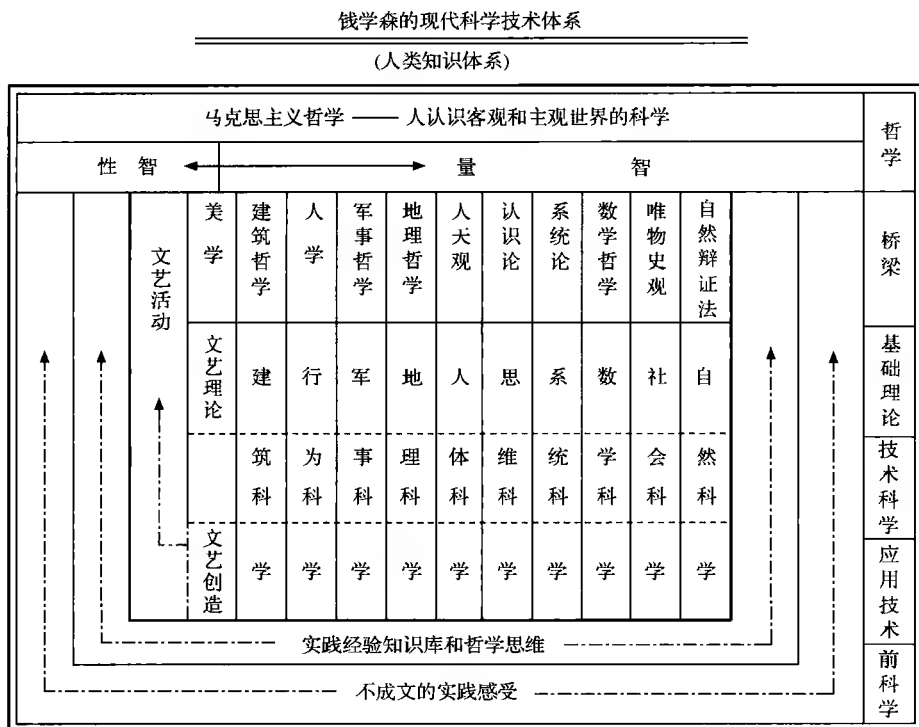 钱学森的现代科学技术体系
(人类知识体系)
马克思主义哲学 —— 人认识客观和主观世界的科学
哲学
性智
量智
文艺活动
美学
建筑哲学
人学
军事哲学
地理哲学
人天观
认识论
系统论
数学哲学
唯物史观
自然辩证法
桥梁
文艺理论
文艺创造
建筑科学
行为科学
军事科学
地理科学
人体科学
思维科学
系统科学
数学科学
社会科学
自然科学
基础理论
技术科学
应用技术
实践经验知识库和哲学思维
不成文的实践感受
前科学